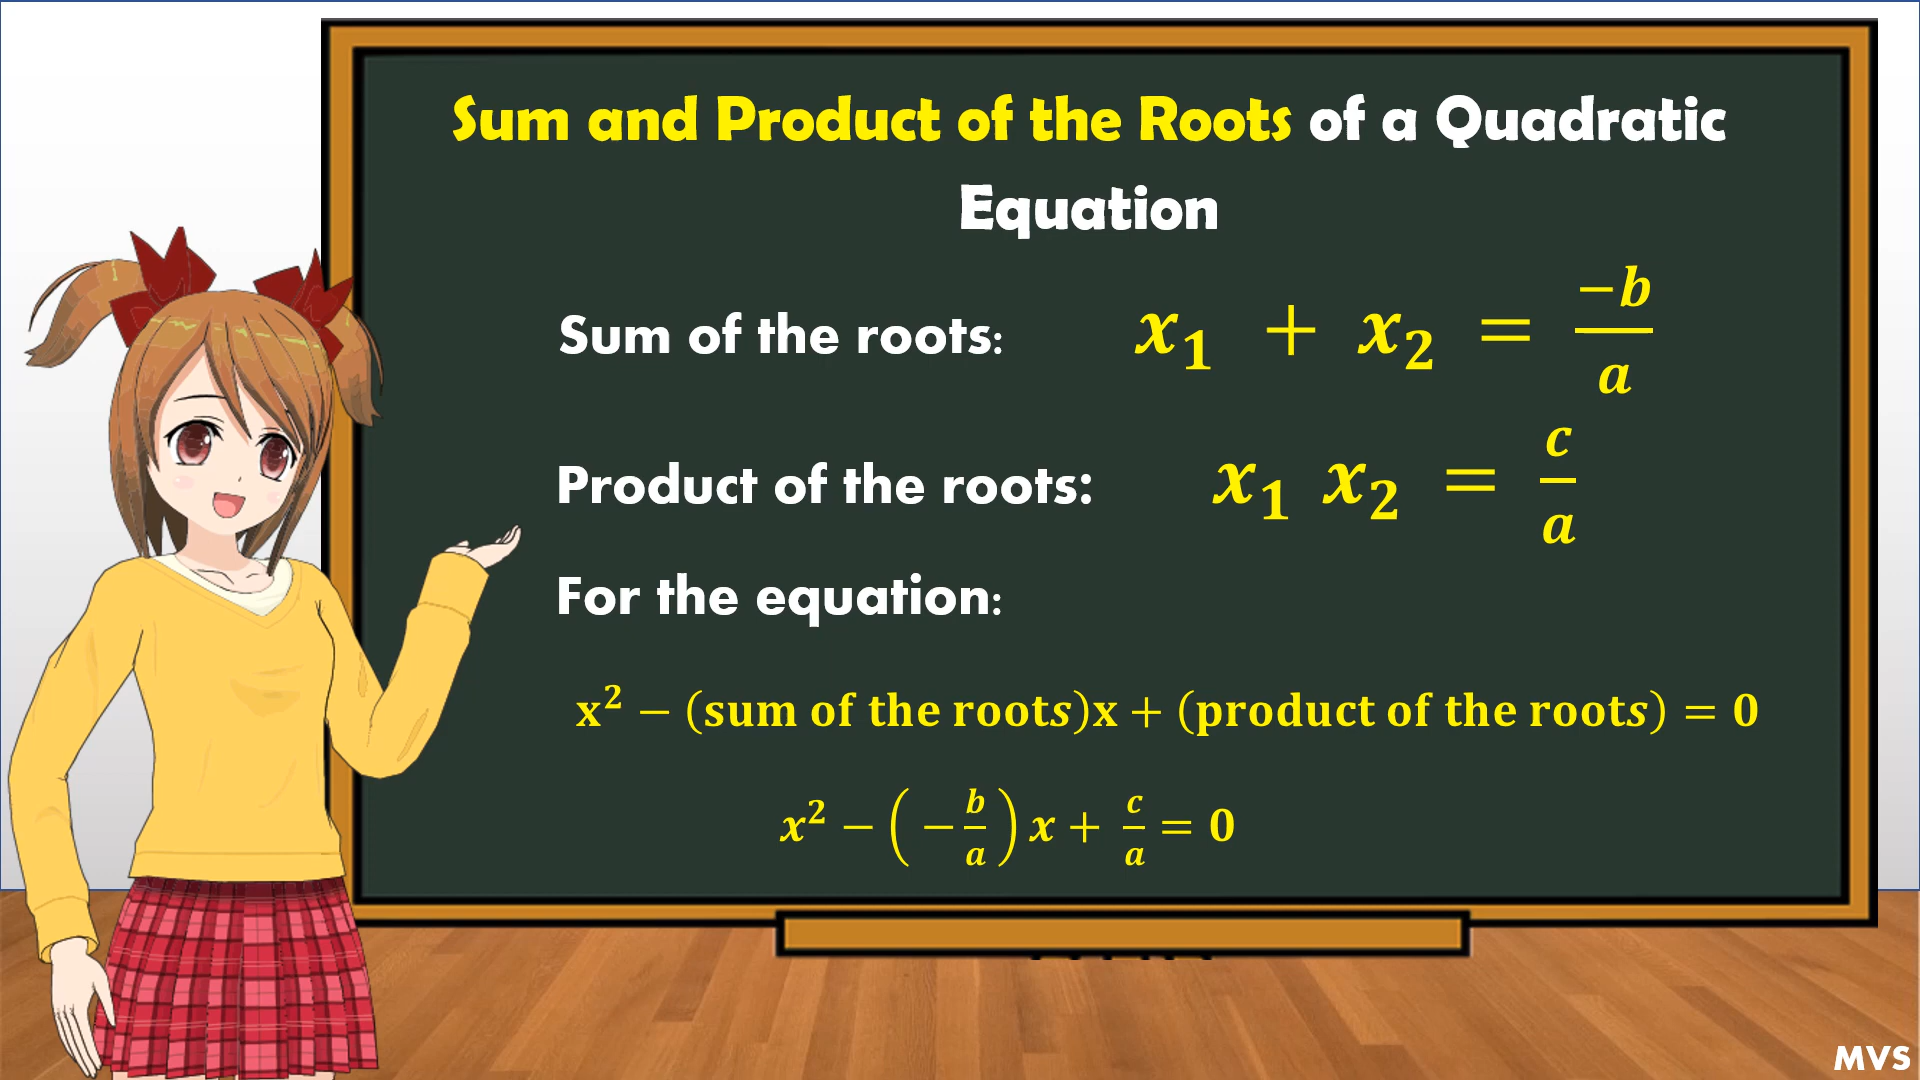 Sum and Product of the Roots of a Quadratic
Equation
Sum of the roots: x₁ + x₂ = −b/a
Product of the roots: x₁ x₂ = c/a
For the equation:
x² − (sum of the roots)x + (product of the roots) = 0
x² − (−b/a)x + c/a = 0
MVS